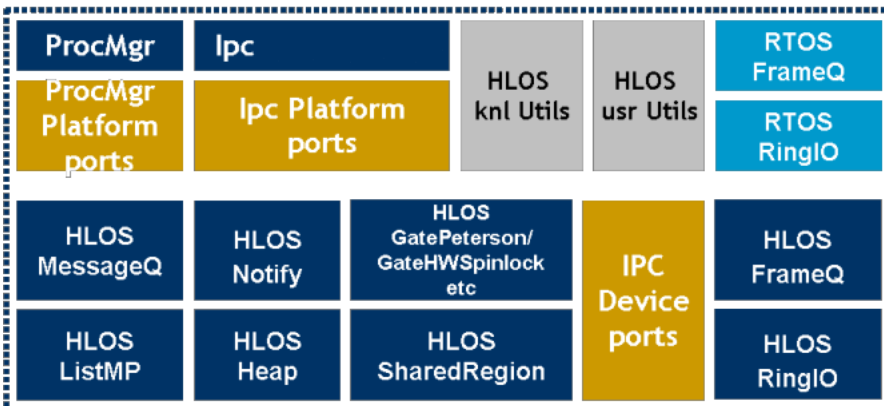 ProcMgr
Ipc
HLOS
knl Utils
HLOS
usr Utils
RTOS
FrameQ
ProcMgr
Platform
ports
Ipc Platform
ports
RTOS
RingIO
HLOS
MessageQ
HLOS
Notify
HLOS
GatePeterson/
GateHWSpinlock
etc
IPC
Device
ports
HLOS
FrameQ
HLOS
ListMP
HLOS
Heap
HLOS
SharedRegion
HLOS
RingIO